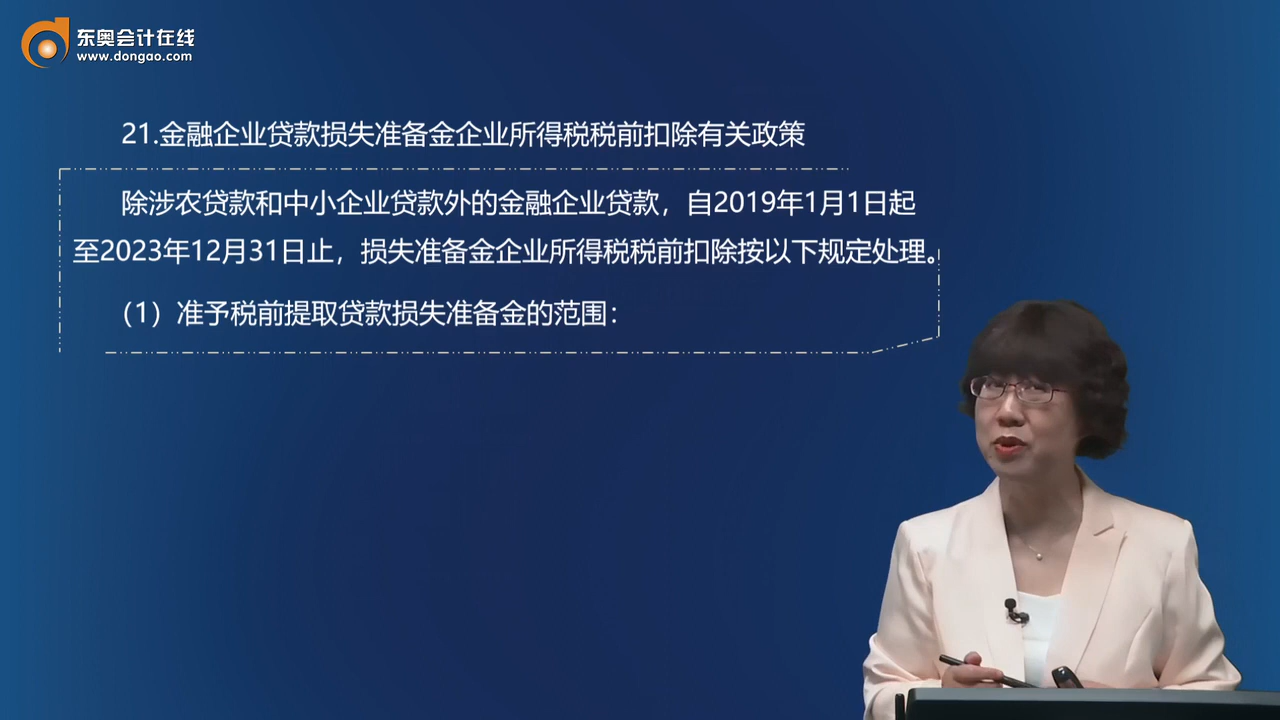 东奥会计在线
www.dongao.com
21.金融企业贷款损失准备金企业所得税税前扣除有关政策
除涉农贷款和中小企业贷款外的金融企业贷款，自2019年1月1日起
至2023年12月31日止，损失准备金企业所得税税前扣除按以下规定处理。
（1）准予税前提取贷款损失准备金的范围：